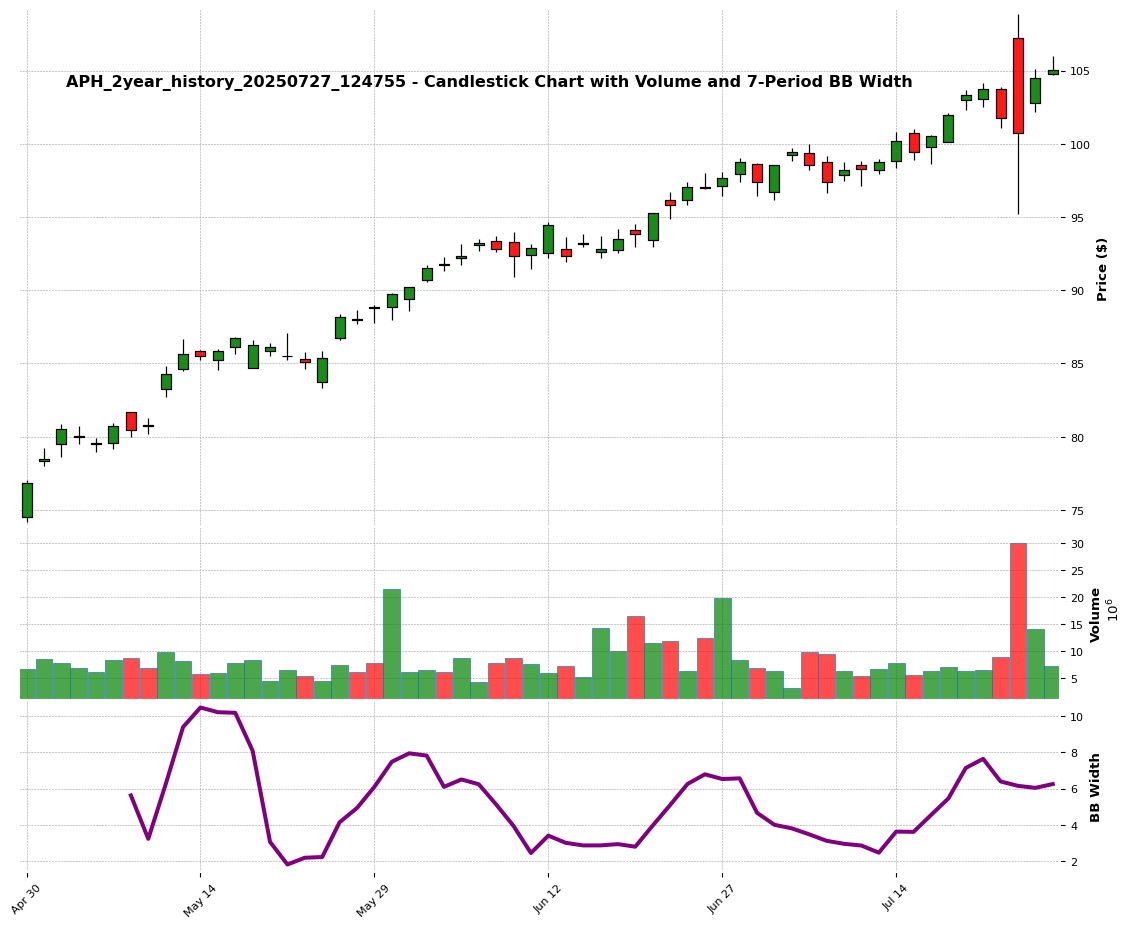 APH_2year_history_20250727_124755 - Candlestick Chart with Volume and 7-Period BB Width
105
100
95
90
85
80
75
Price ($)
30
25
20
15
10
5
Volume
10^6
10
8
6
4
2
BB Width
Apr 30
May 14
May 29
Jun 12
Jun 27
Jul 14